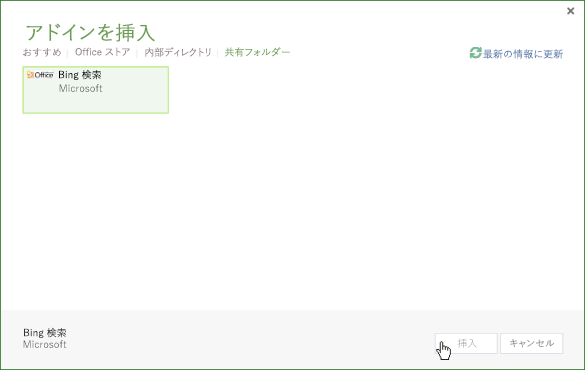 アドインを挿入
おすすめ | Office ストア | 内部ディレクトリ | 共有フォルダー
最新の情報に更新
Office Bing 検索
Microsoft
Bing 検索
Microsoft
挿入 キャンセル